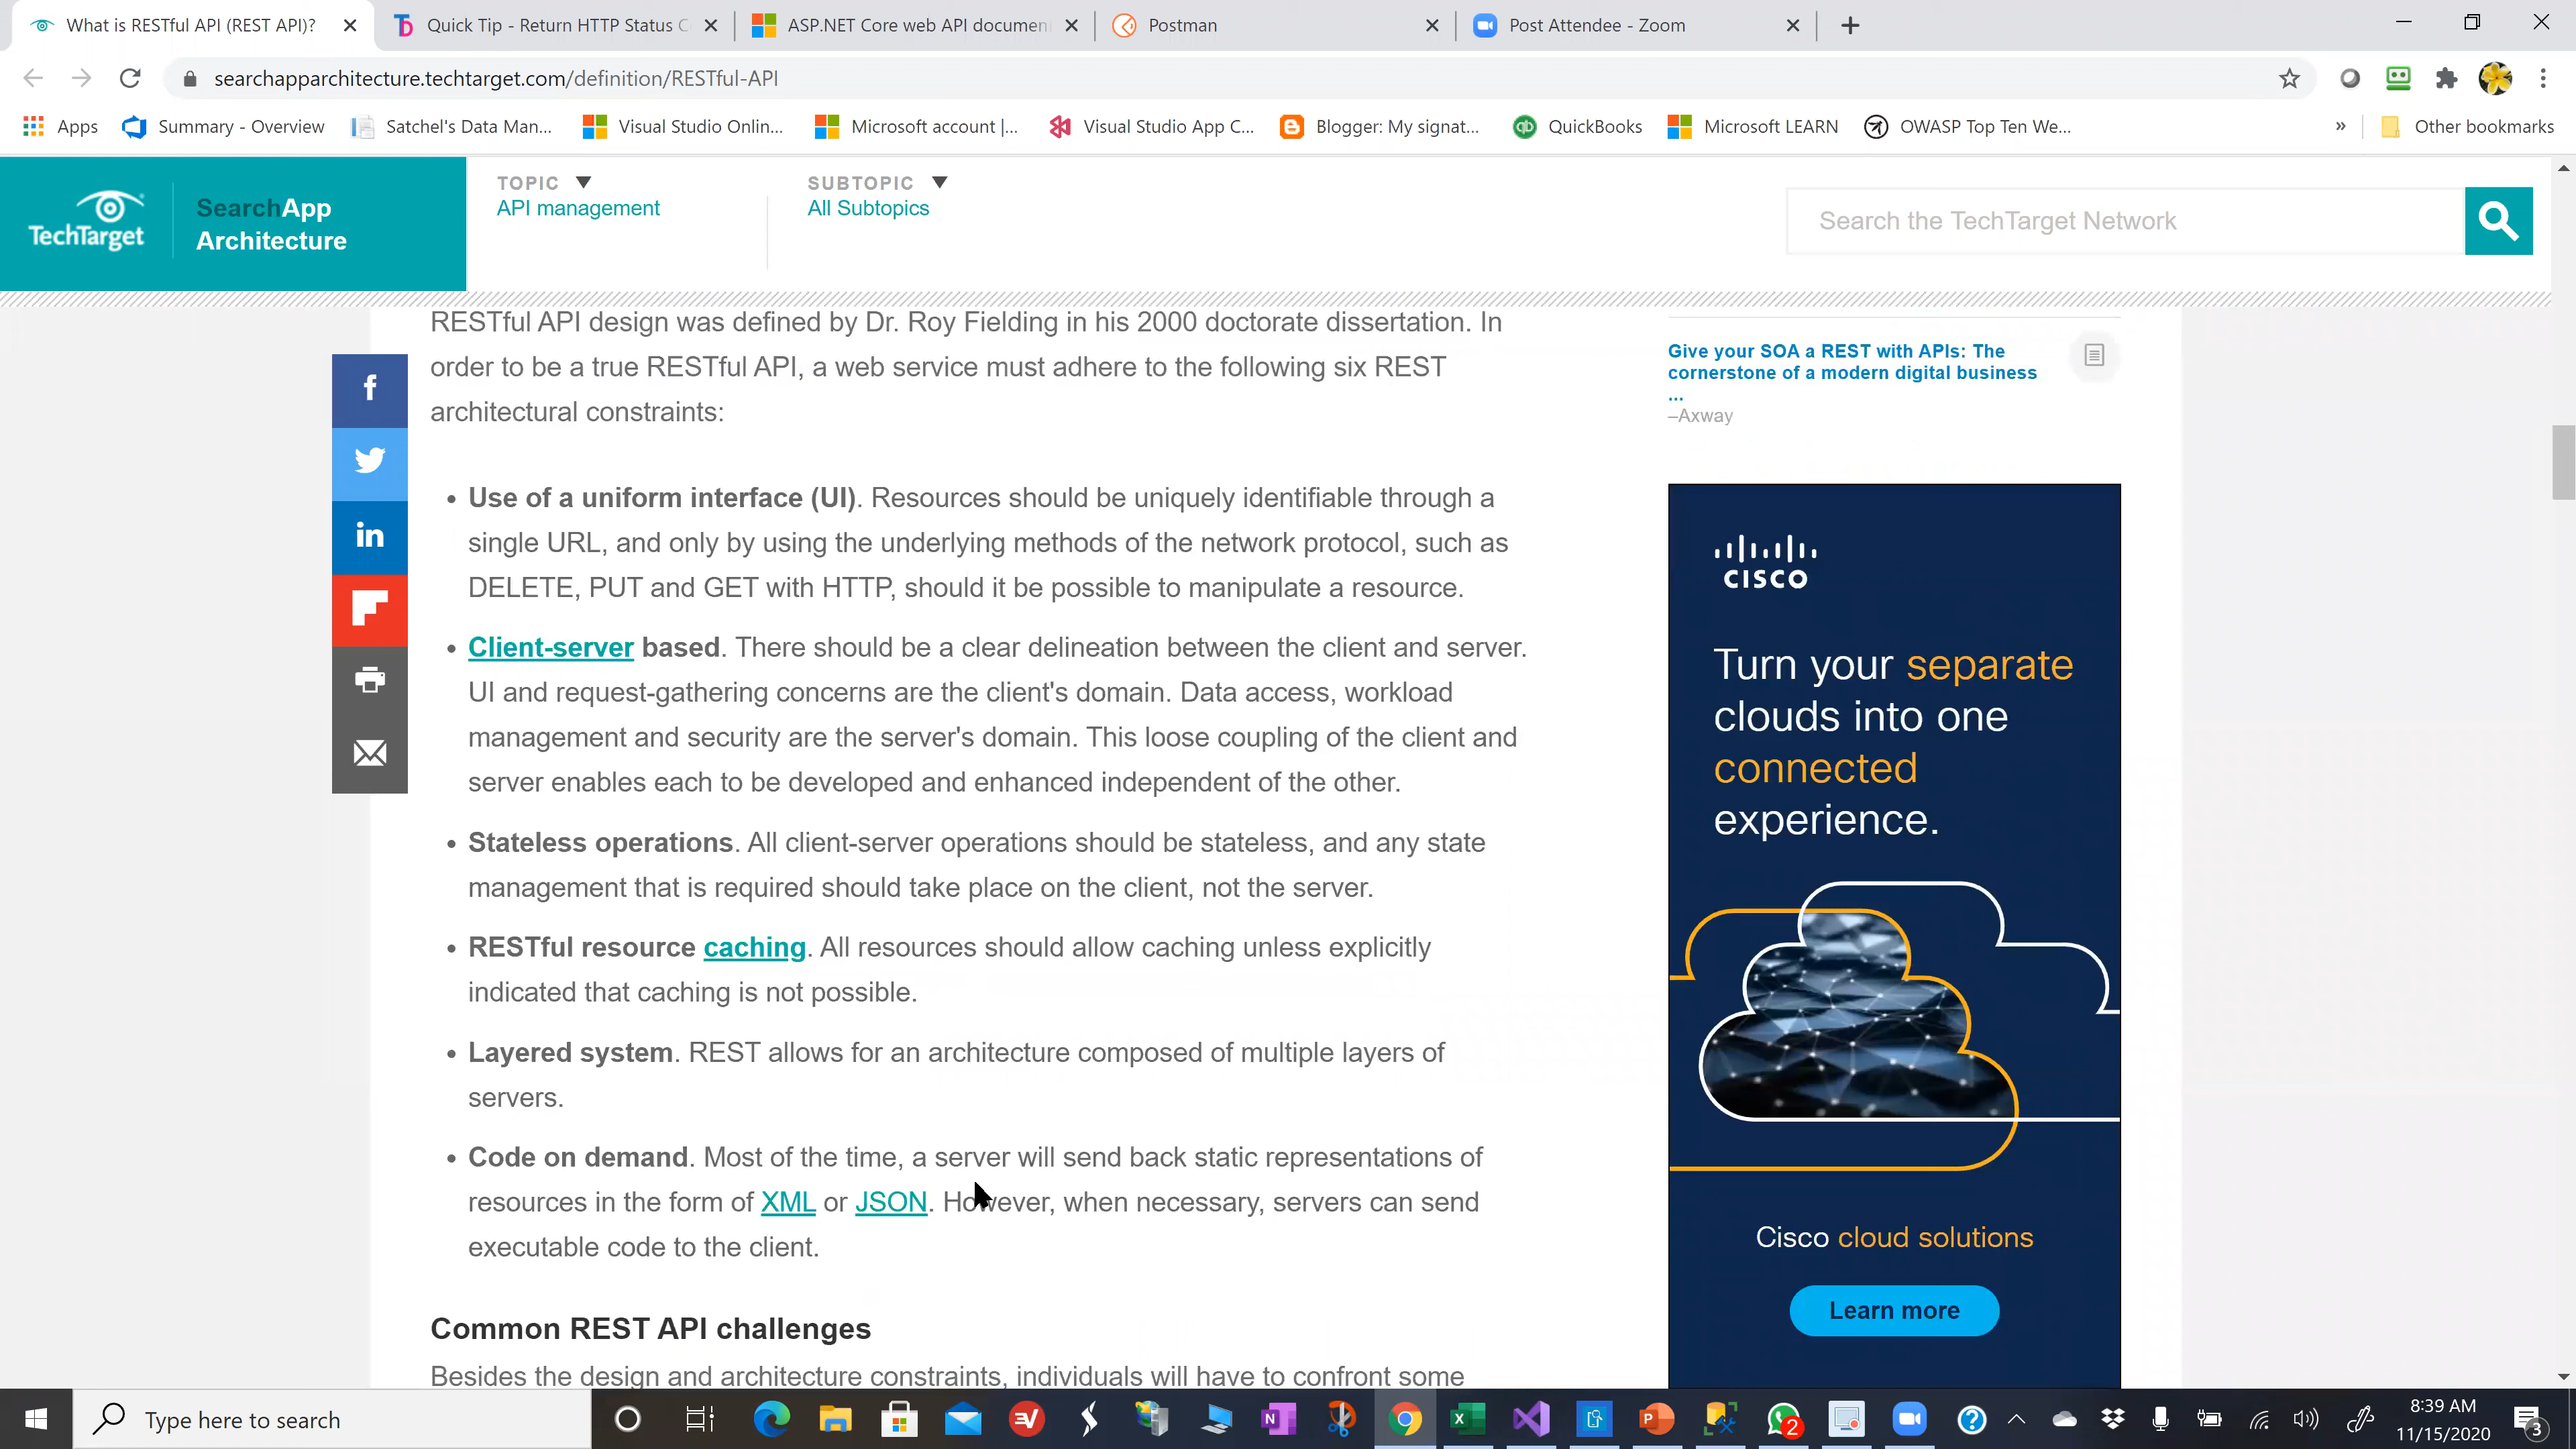 What is RESTful API (REST API)?
Quick Tip - Return HTTP Status C
ASP.NET Core web API documen
Postman
Post Attendee - Zoom
searchapparchitecture.techtarget.com/definition/RESTful-API
Apps
Summary - Overview
Satchel's Data Man...
Visual Studio Onlin...
Microsoft account |...
Visual Studio App C...
Blogger: My signat...
QuickBooks
Microsoft LEARN
OWASP Top Ten We...
»
Other bookmarks
TechTarget
SearchApp
Architecture
TOPIC
API management
SUBTOPIC
All Subtopics
Search the TechTarget Network
RESTful API design was defined by Dr. Roy Fielding in his 2000 doctorate dissertation. In
order to be a true RESTful API, a web service must adhere to the following six REST
architectural constraints:
• Use of a uniform interface (UI). Resources should be uniquely identifiable through a
single URL, and only by using the underlying methods of the network protocol, such as
DELETE, PUT and GET with HTTP, should it be possible to manipulate a resource.
• Client-server based. There should be a clear delineation between the client and server.
UI and request-gathering concerns are the client's domain. Data access, workload
management and security are the server's domain. This loose coupling of the client and
server enables each to be developed and enhanced independent of the other.
• Stateless operations. All client-server operations should be stateless, and any state
management that is required should take place on the client, not the server.
• RESTful resource caching. All resources should allow caching unless explicitly
indicated that caching is not possible.
• Layered system. REST allows for an architecture composed of multiple layers of
servers.
• Code on demand. Most of the time, a server will send back static representations of
resources in the form of XML or JSON. However, when necessary, servers can send
executable code to the client.
Common REST API challenges
Besides the design and architecture constraints, individuals will have to confront some
Give your SOA a REST with APIs: The
cornerstone of a modern digital business
...
–Axway
CISCO
Turn your separate
clouds into one
connected
experience.
Cisco cloud solutions
Learn more
Type here to search
2
8:39 AM
11/15/2020
3